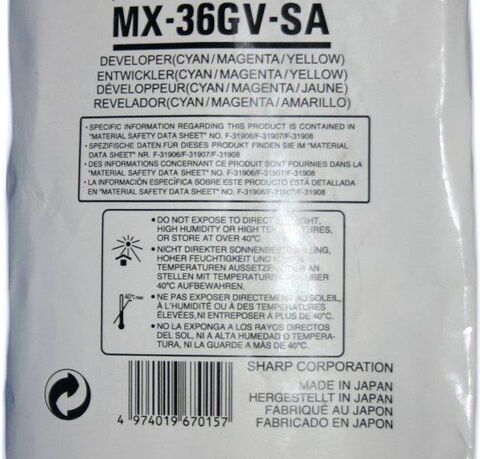 MX-36GV-SA
DEVELOPER(CYAN/MAGENTA/YELLOW)
ENTWICKLER(CYAN/MAGENTA/YELLOW)
DÉVELOPPEUR(CYAN/MAGENTA/JAUNE)
REVELADOR(CYAN/MAGENTA/AMARILLO)
• SPECIFIC INFORMATION REGARDING THIS PRODUCT IS CONTAINED IN
"MATERIAL SAFETY DATA SHEET" NO. F-31906/F-31907/F-31908
• SPEZIFISCHE DATEN FÜR DIESES PRODUKT FINDEN SIE IM "MATERIAL
SAFETY DATA SHEET" NR. F-31906/F-31907/F-31908
• DES INFORMATIONS CONCERNANT CE PRODUIT SONT FOURNIES DANS LA
"MATERIAL SAFETY DATA SHEET" NO. F-31906/F-31907/F-31908
• LA INFORMACIÓN ESPECÍFICA SOBRE ESTE PRODUCTO ESTÁ DETALLADA
EN "MATERIAL SAFETY DATA SHEET" NO. F-31906/F-31907/F-31908
• DO NOT EXPOSE TO DIRECT
HIGH HUMIDITY OR HIGH
OR STORE AT OVER 40°C.
• NICHT DIREKTER
HOHER FEUCHTIGKEIT UND
TEMPERATUREN AUSSETZEN
STELLEN MIT TEMPERATUREN
40°C AUFBEWAHREN.
40°C MAX
• NE PAS EXPOSER DIRECTEMENT AU SOLEIL,
À L'HUMIDITÉ OU À DES TEMPÉRATURES
ÉLEVÉES, NI ENTREPOSER À PLUS DE 40°C.
• NO LA EXPONGA A LOS RAYOS DIRECTOS
DEL SOL, NI A ALTA HUMEDAD O TEMPERA-
TURA, NI LA GUARDE A MÁS DE 40°C.
SHARP CORPORATION
MADE IN JAPAN
HERGESTELLT IN JAPAN
FABRIQUÉ AU JAPON
FABRICADO EN JAPON
4 974019 670157